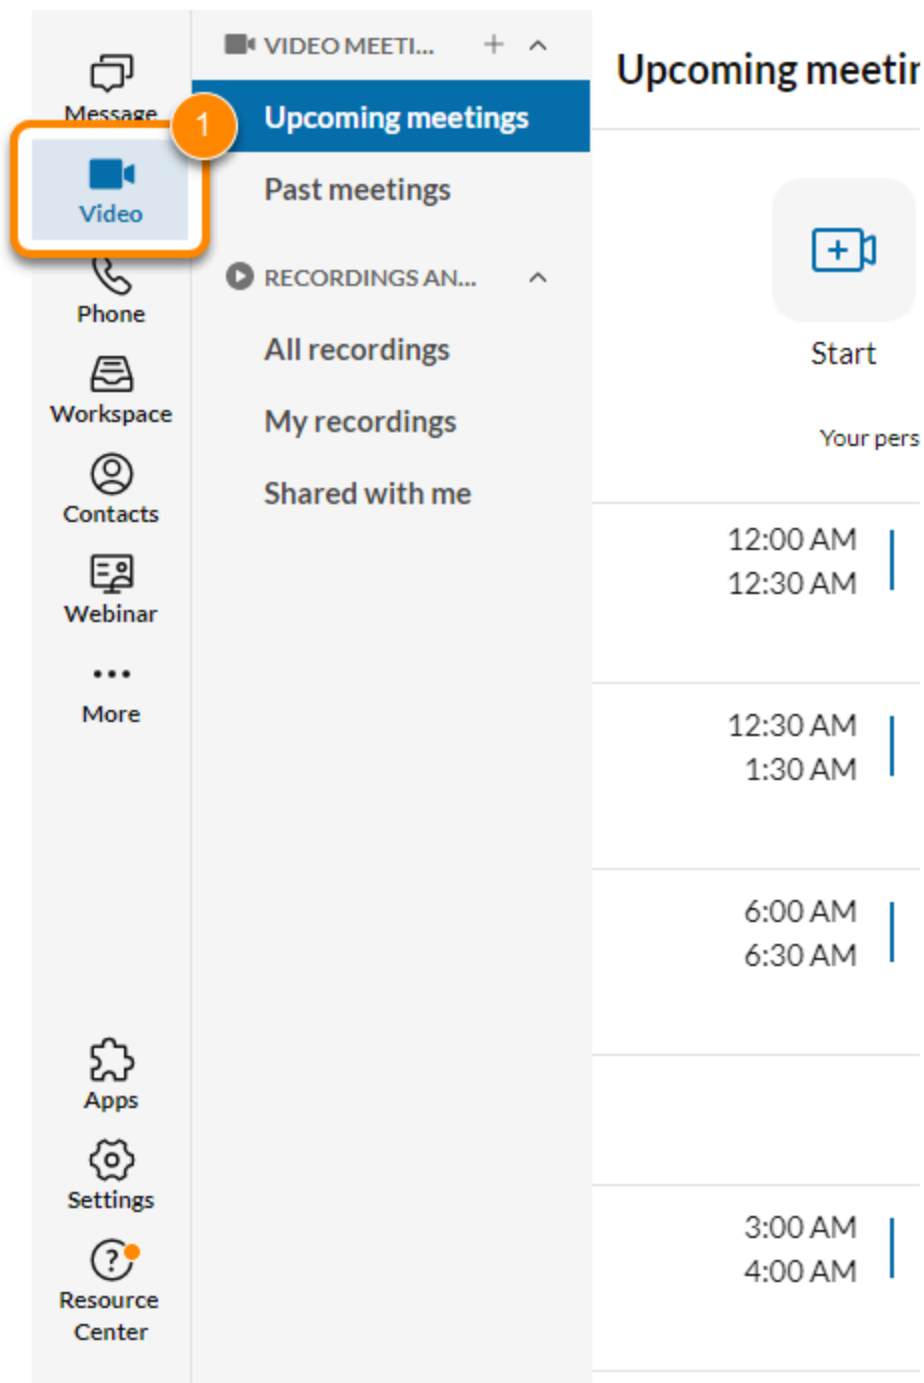 Message
1
Video
Phone
Workspace
Contacts
Webinar
More
Apps
Settings
Resource
Center
VIDEO MEETI...
Upcoming meetings
Past meetings
RECORDINGS AN...
All recordings
My recordings
Shared with me
Upcoming meetin
Start
Your pers
12:00 AM
12:30 AM
12:30 AM
1:30 AM
6:00 AM
6:30 AM
3:00 AM
4:00 AM